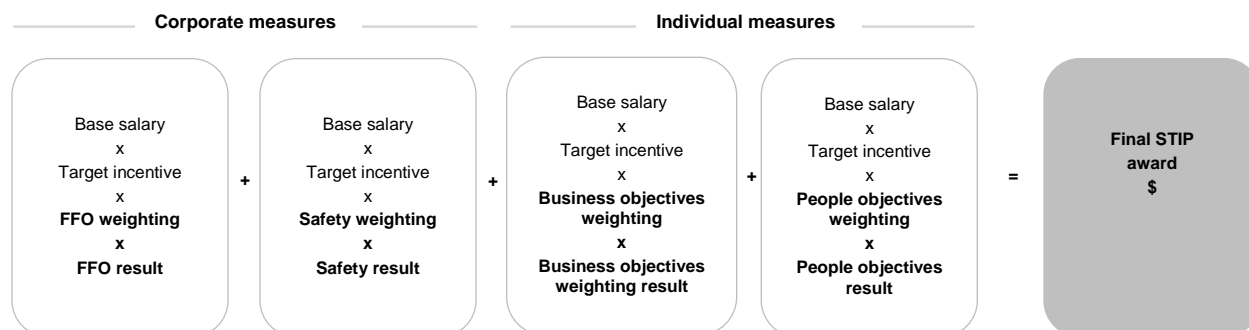 Corporate measures
Individual measures
Base salary
x
Target incentive
x
FFO weighting
x
FFO result
+
Base salary
x
Target incentive
x
Safety weighting
x
Safety result
+
Base salary
x
Target incentive
x
Business objectives
weighting
x
Business objectives
weighting result
+
Base salary
x
Target incentive
x
People objectives
weighting
x
People objectives
result
=
Final STIP
award
$